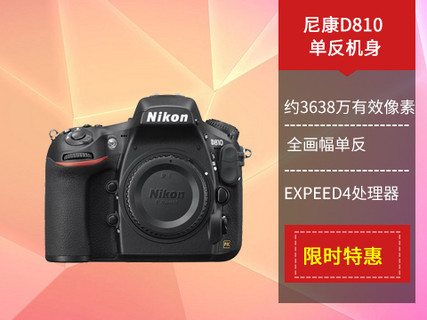 尼康D810
单反机身
约3638万有效像素
全画幅单反
EXPEED4处理器
限时特惠
Nikon
D810
Nikon
FX